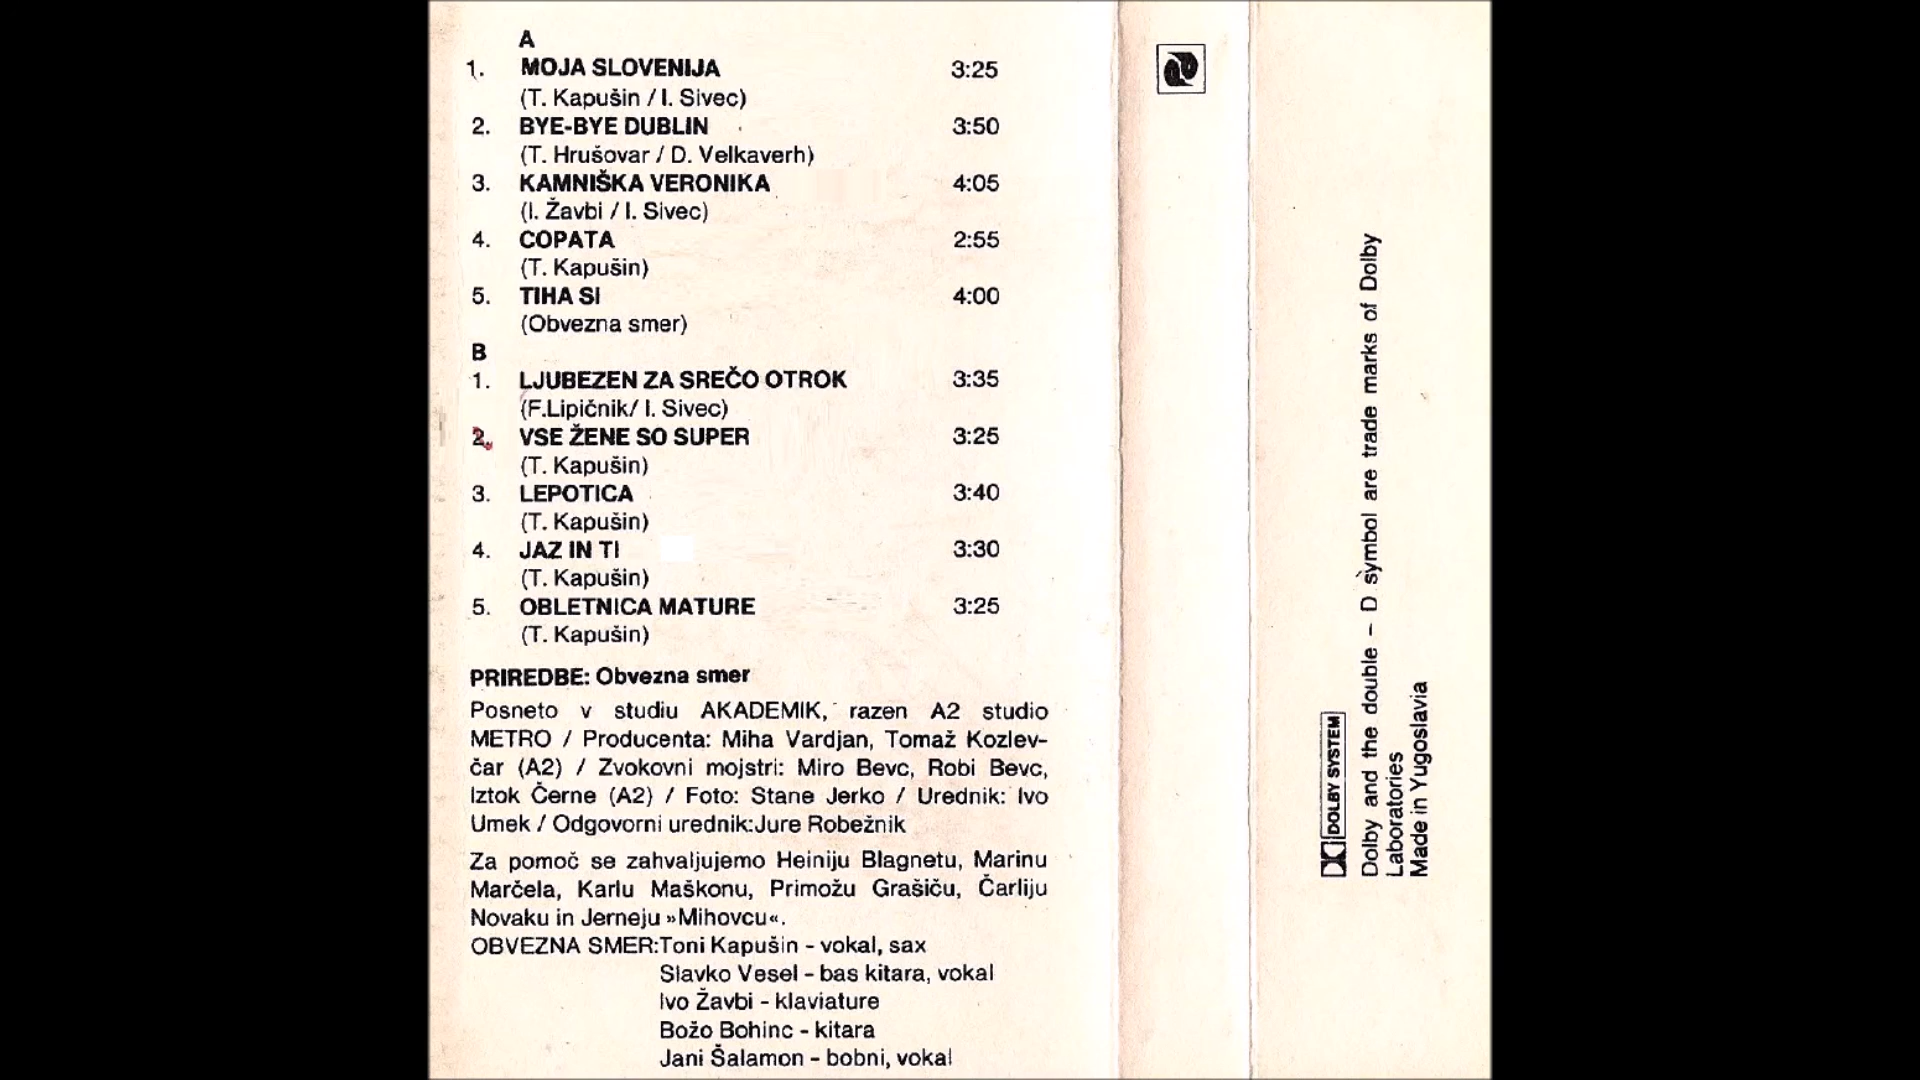 A
1. MOJA SLOVENIJA 3:25
(T. Kapušin / I. Sivec)
2. BYE-BYE DUBLIN 3:50
(T. Hrušovar / D. Velkaverh)
3. KAMNIŠKA VERONIKA 4:05
(I. Žavbi / I. Sivec)
4. COPATA 2:55
(T. Kapušin)
5. TIHA SI 4:00
(Obvezna smer)
B
1. LJUBEZEN ZA SREČO OTROK 3:35
(F.Lipičnik/ I. Sivec)
2. VSE ŽENE SO SUPER 3:25
(T. Kapušin)
3. LEPOTICA 3:40
(T. Kapušin)
4. JAZ IN TI 3:30
(T. Kapušin)
5. OBLETNICA MATURE 3:25
(T. Kapušin)
PRIREDBE: Obvezna smer
Posneto v studiu AKADEMIK, razen A2 studio
METRO / Producenta: Miha Vardjan, Tomaž Kozlev-
čar (A2) / Zvokovni mojstri: Miro Bevc, Robi Bevc,
Iztok Černe (A2) / Foto: Stane Jerko / Urednik: Ivo
Umek / Odgovorni urednik:Jure Robežnik
Za pomoč se zahvaljujemo Heiniju Blagnetu, Marinu
Marčela, Karlu Maškonu, Primožu Grašiču, Čarliju
Novaku in Jerneju »Mihovcu«.
OBVEZNA SMER:Toni Kapušin - vokal, sax
Slavko Vesel - bas kitara, vokal
Ivo Žavbi - klaviature
Božo Bohinc - kitara
Jani Šalamon - bobni, vokal
DOLBY SYSTEM
Dolby and the double – D symbol are trade marks of Dolby
Laboratories
Made in Yugoslavia